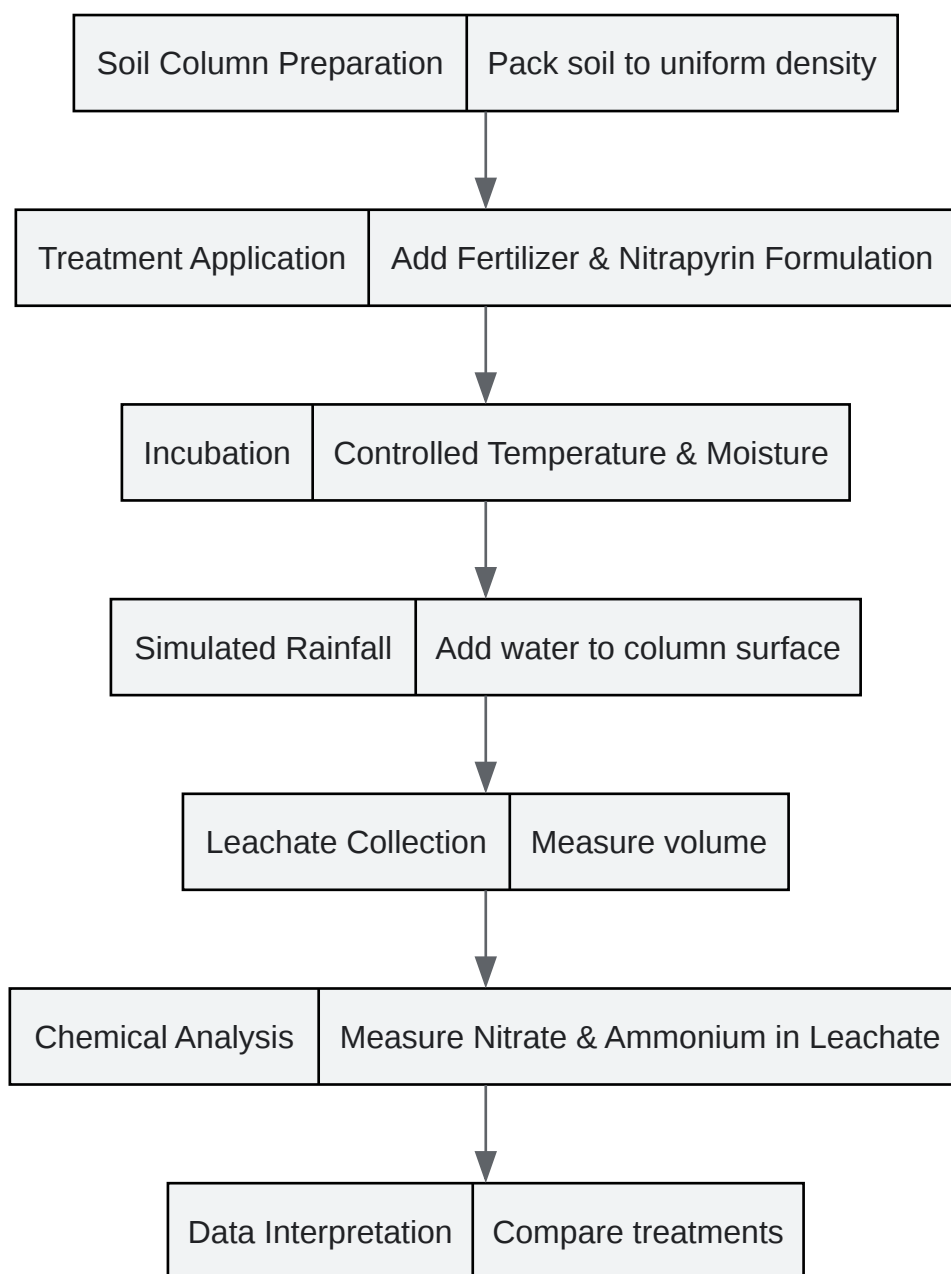 Soil Column Preparation Pack soil to uniform density
Treatment Application Add Fertilizer & Nitrapyrin Formulation
Incubation Controlled Temperature & Moisture
Simulated Rainfall Add water to column surface
Leachate Collection Measure volume
Chemical Analysis Measure Nitrate & Ammonium in Leachate
Data Interpretation Compare treatments